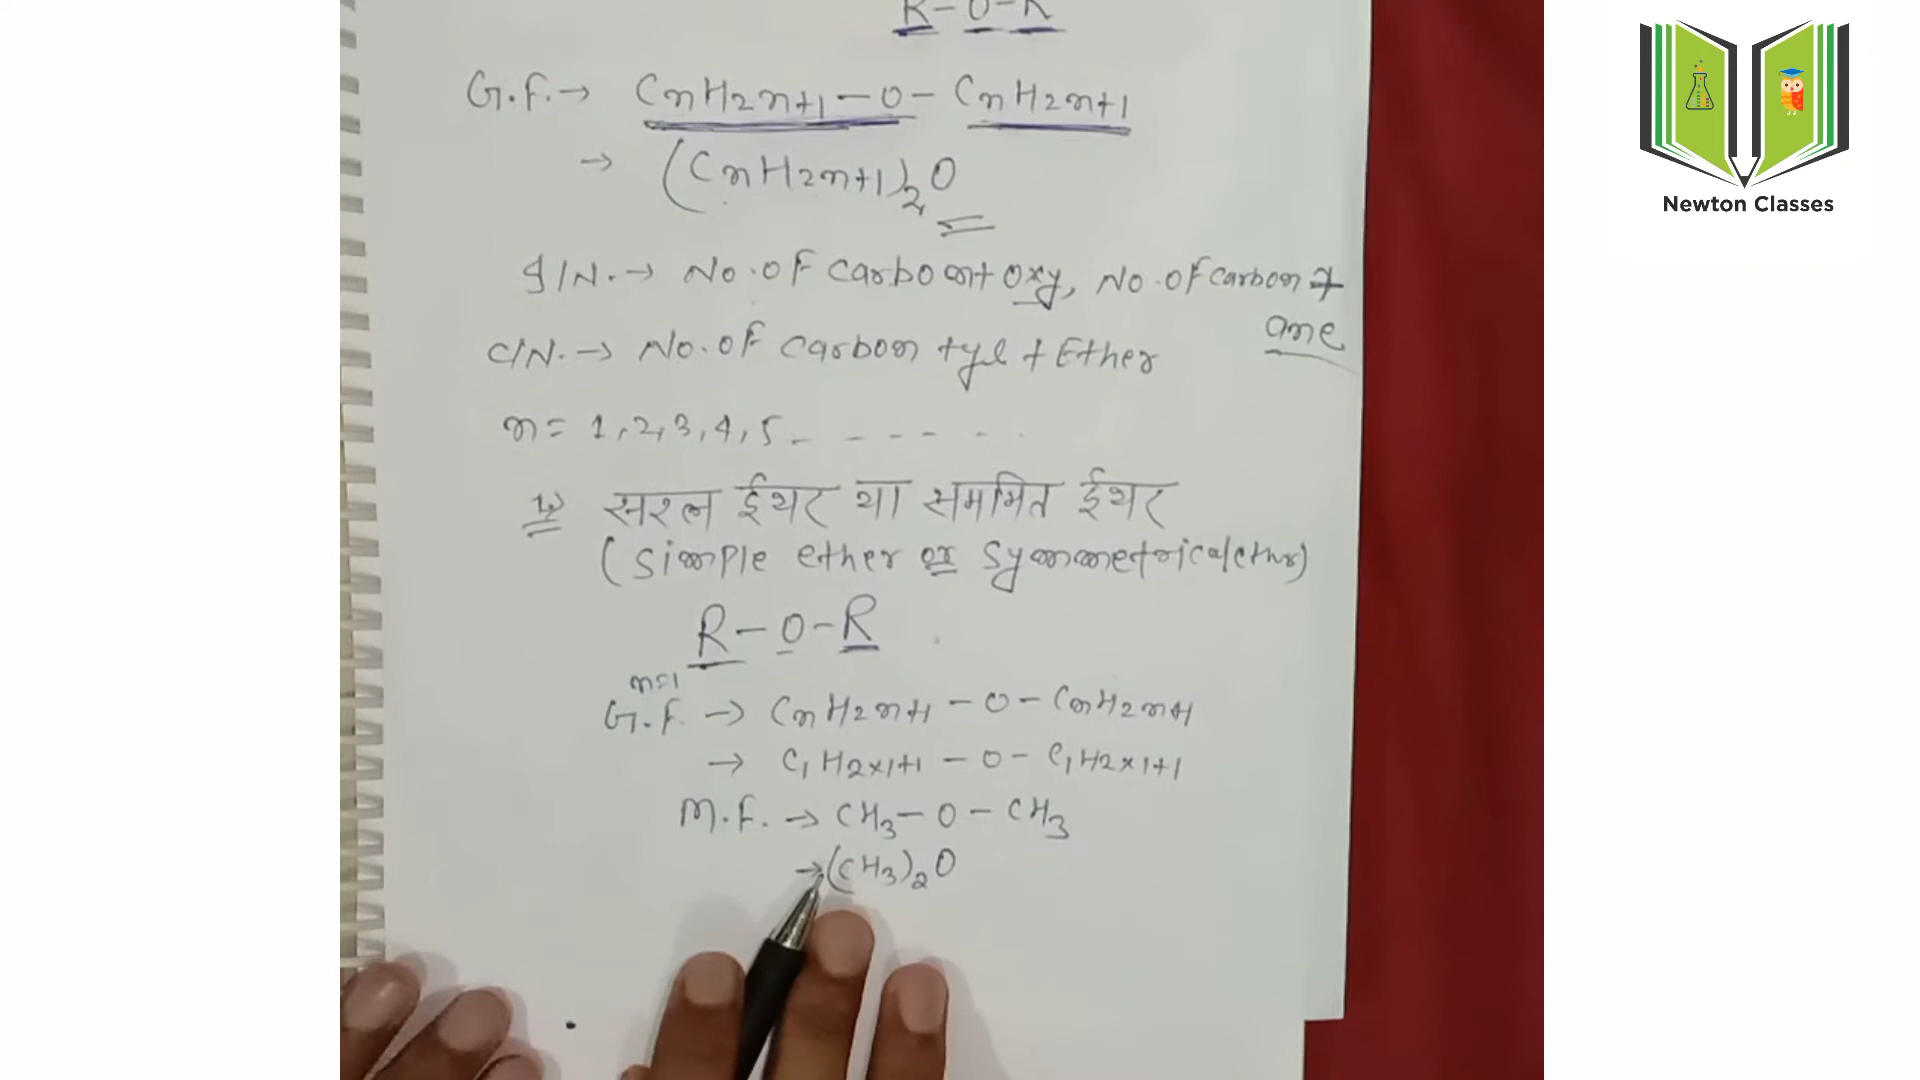 R-O-R
G.F. → CnH2n+1 - O - CnH2n+1
→ (CnH2n+1)2O
I/N. → No. of carbon + oxy, No. of carbon +
ane
C/N. → No. of carbon + yl + Ether
n = 1, 2, 3, 4, 5 - - - - - - -
1) सरल ईथर या सममित ईथर
(Simple ether or Symmetrical ether)
R - O - R
n=1
G.F. → CnH2n+1 - O - CnH2n+1
→ C1H2×1+1 - O - C1H2×1+1
M.F. → CH3 - O - CH3
→ (CH3)2O
Newton Classes